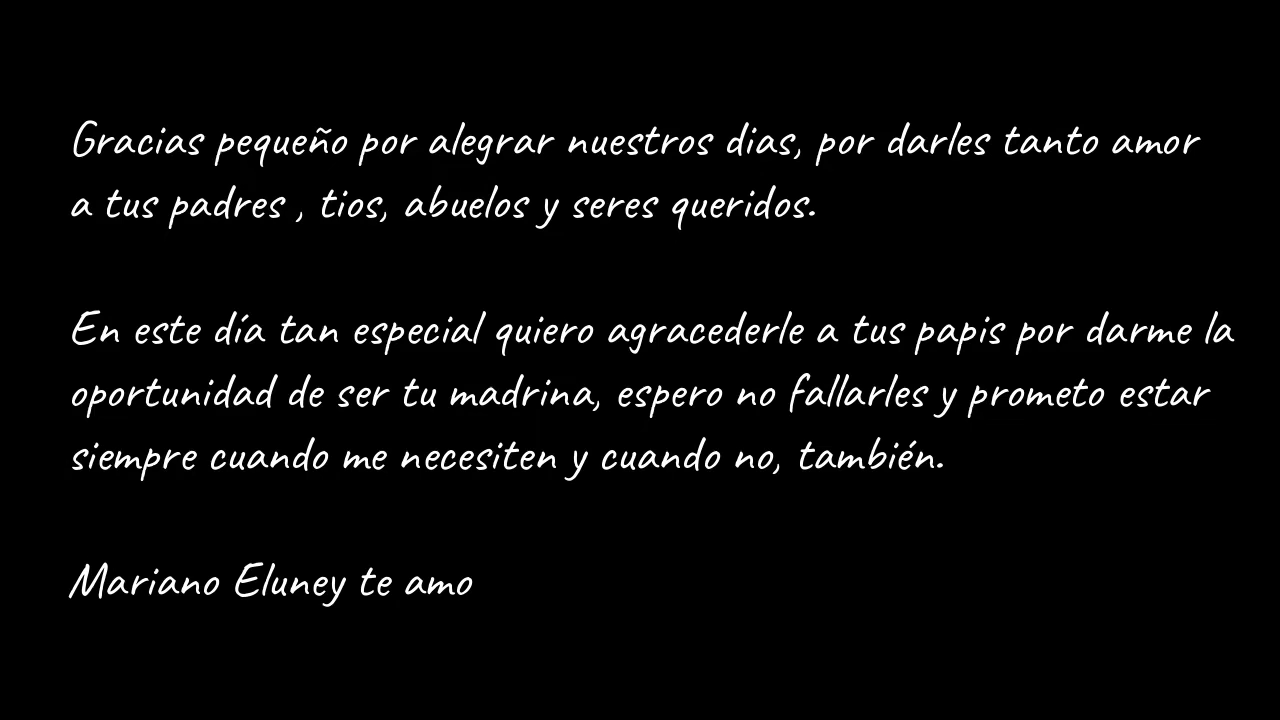 Gracias pequeño por alegrar nuestros dias, por darles tanto amor
a tus padres , tios, abuelos y seres queridos.
En este día tan especial quiero agracederle a tus papis por darme la
oportunidad de ser tu madrina, espero no fallarles y prometo estar
siempre cuando me necesiten y cuando no, también.
Mariano Eluney te amo